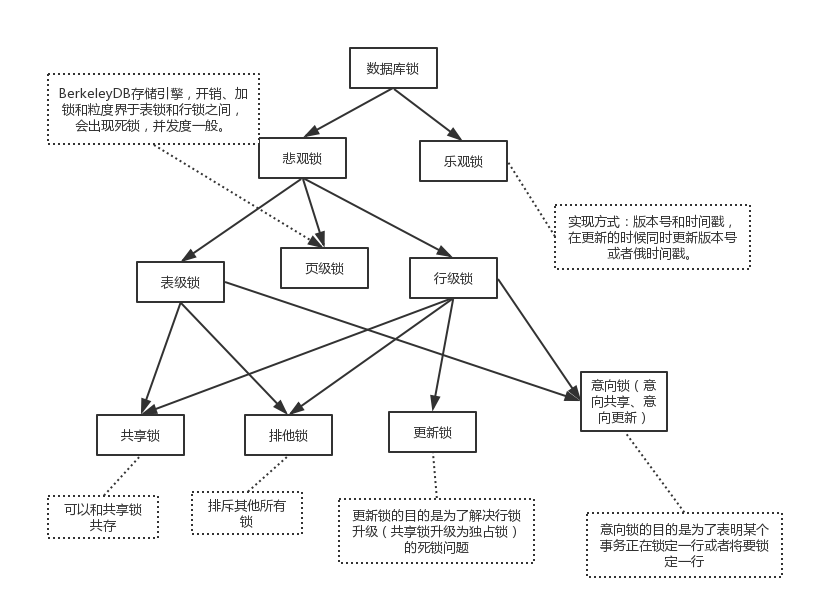 数据库锁
BerkeleyDB存储引擎，开销、加
锁和粒度界于表锁和行锁之间，
会出现死锁，并发度一般。
悲观锁
乐观锁
实现方式：版本号和时间戳，
在更新的时候同时更新版本号
或者俄时间戳。
表级锁
页级锁
行级锁
意向锁（意
向共享、意
向更新）
共享锁
排他锁
更新锁
可以和共享锁
共存
排斥其他所有
锁
更新锁的目的是为了解决行锁
升级（共享锁升级为独占锁）
的死锁问题
意向锁的目的是为了表明某个
事务正在锁定一行或者将要锁
定一行